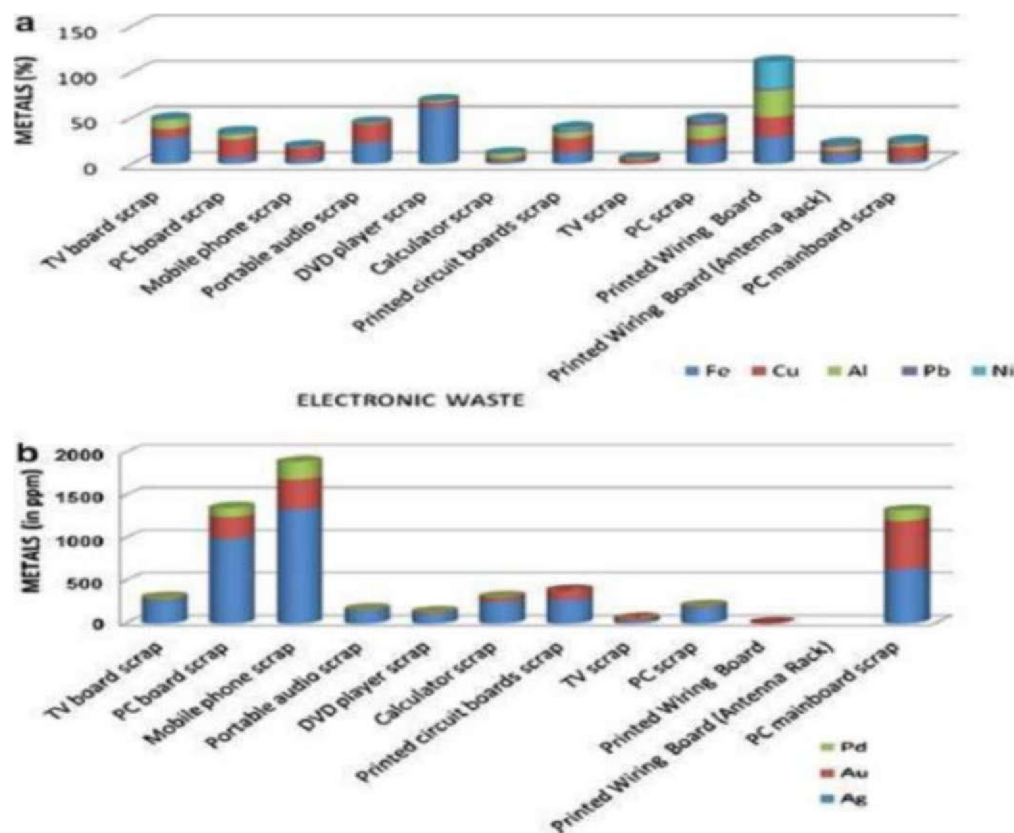 a
METALS (%)
150
100
50
0
TV board scrap
PC board scrap
Mobile phone scrap
Portable audio scrap
DVD player scrap
Calculator scrap
Printed circuit boards scrap
TV scrap
PC scrap
Printed Wiring Board
Printed Wiring Board (Antenna Rack)
PC mainboard scrap
Fe Cu Al Pb Ni
ELECTRONIC WASTE
b
METALS (in ppm)
2000
1500
1000
500
0
TV board scrap
PC board scrap
Mobile phone scrap
Portable audio scrap
DVD player scrap
Calculator scrap
Printed circuit boards scrap
TV scrap
PC scrap
Printed Wiring Board
Printed Wiring Board (Antenna Rack)
PC mainboard scrap
Pd
Au
Ag